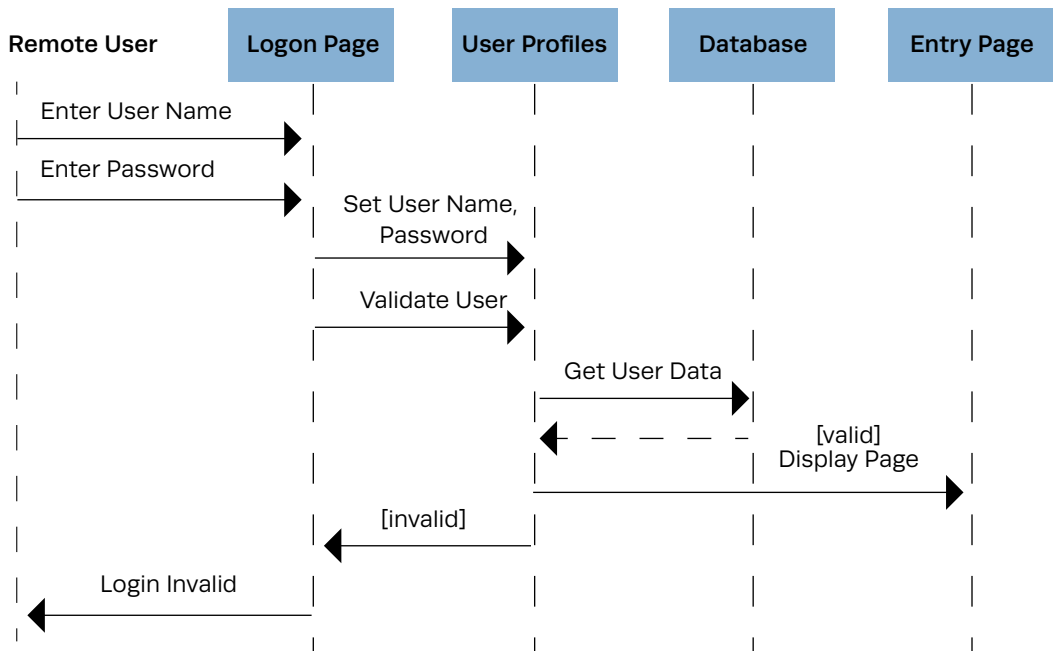 Remote User
Logon Page
User Profiles
Database
Entry Page
Enter User Name
Enter Password
Set User Name,
Password
Validate User
Get User Data
[valid]
Display Page
[invalid]
Login Invalid